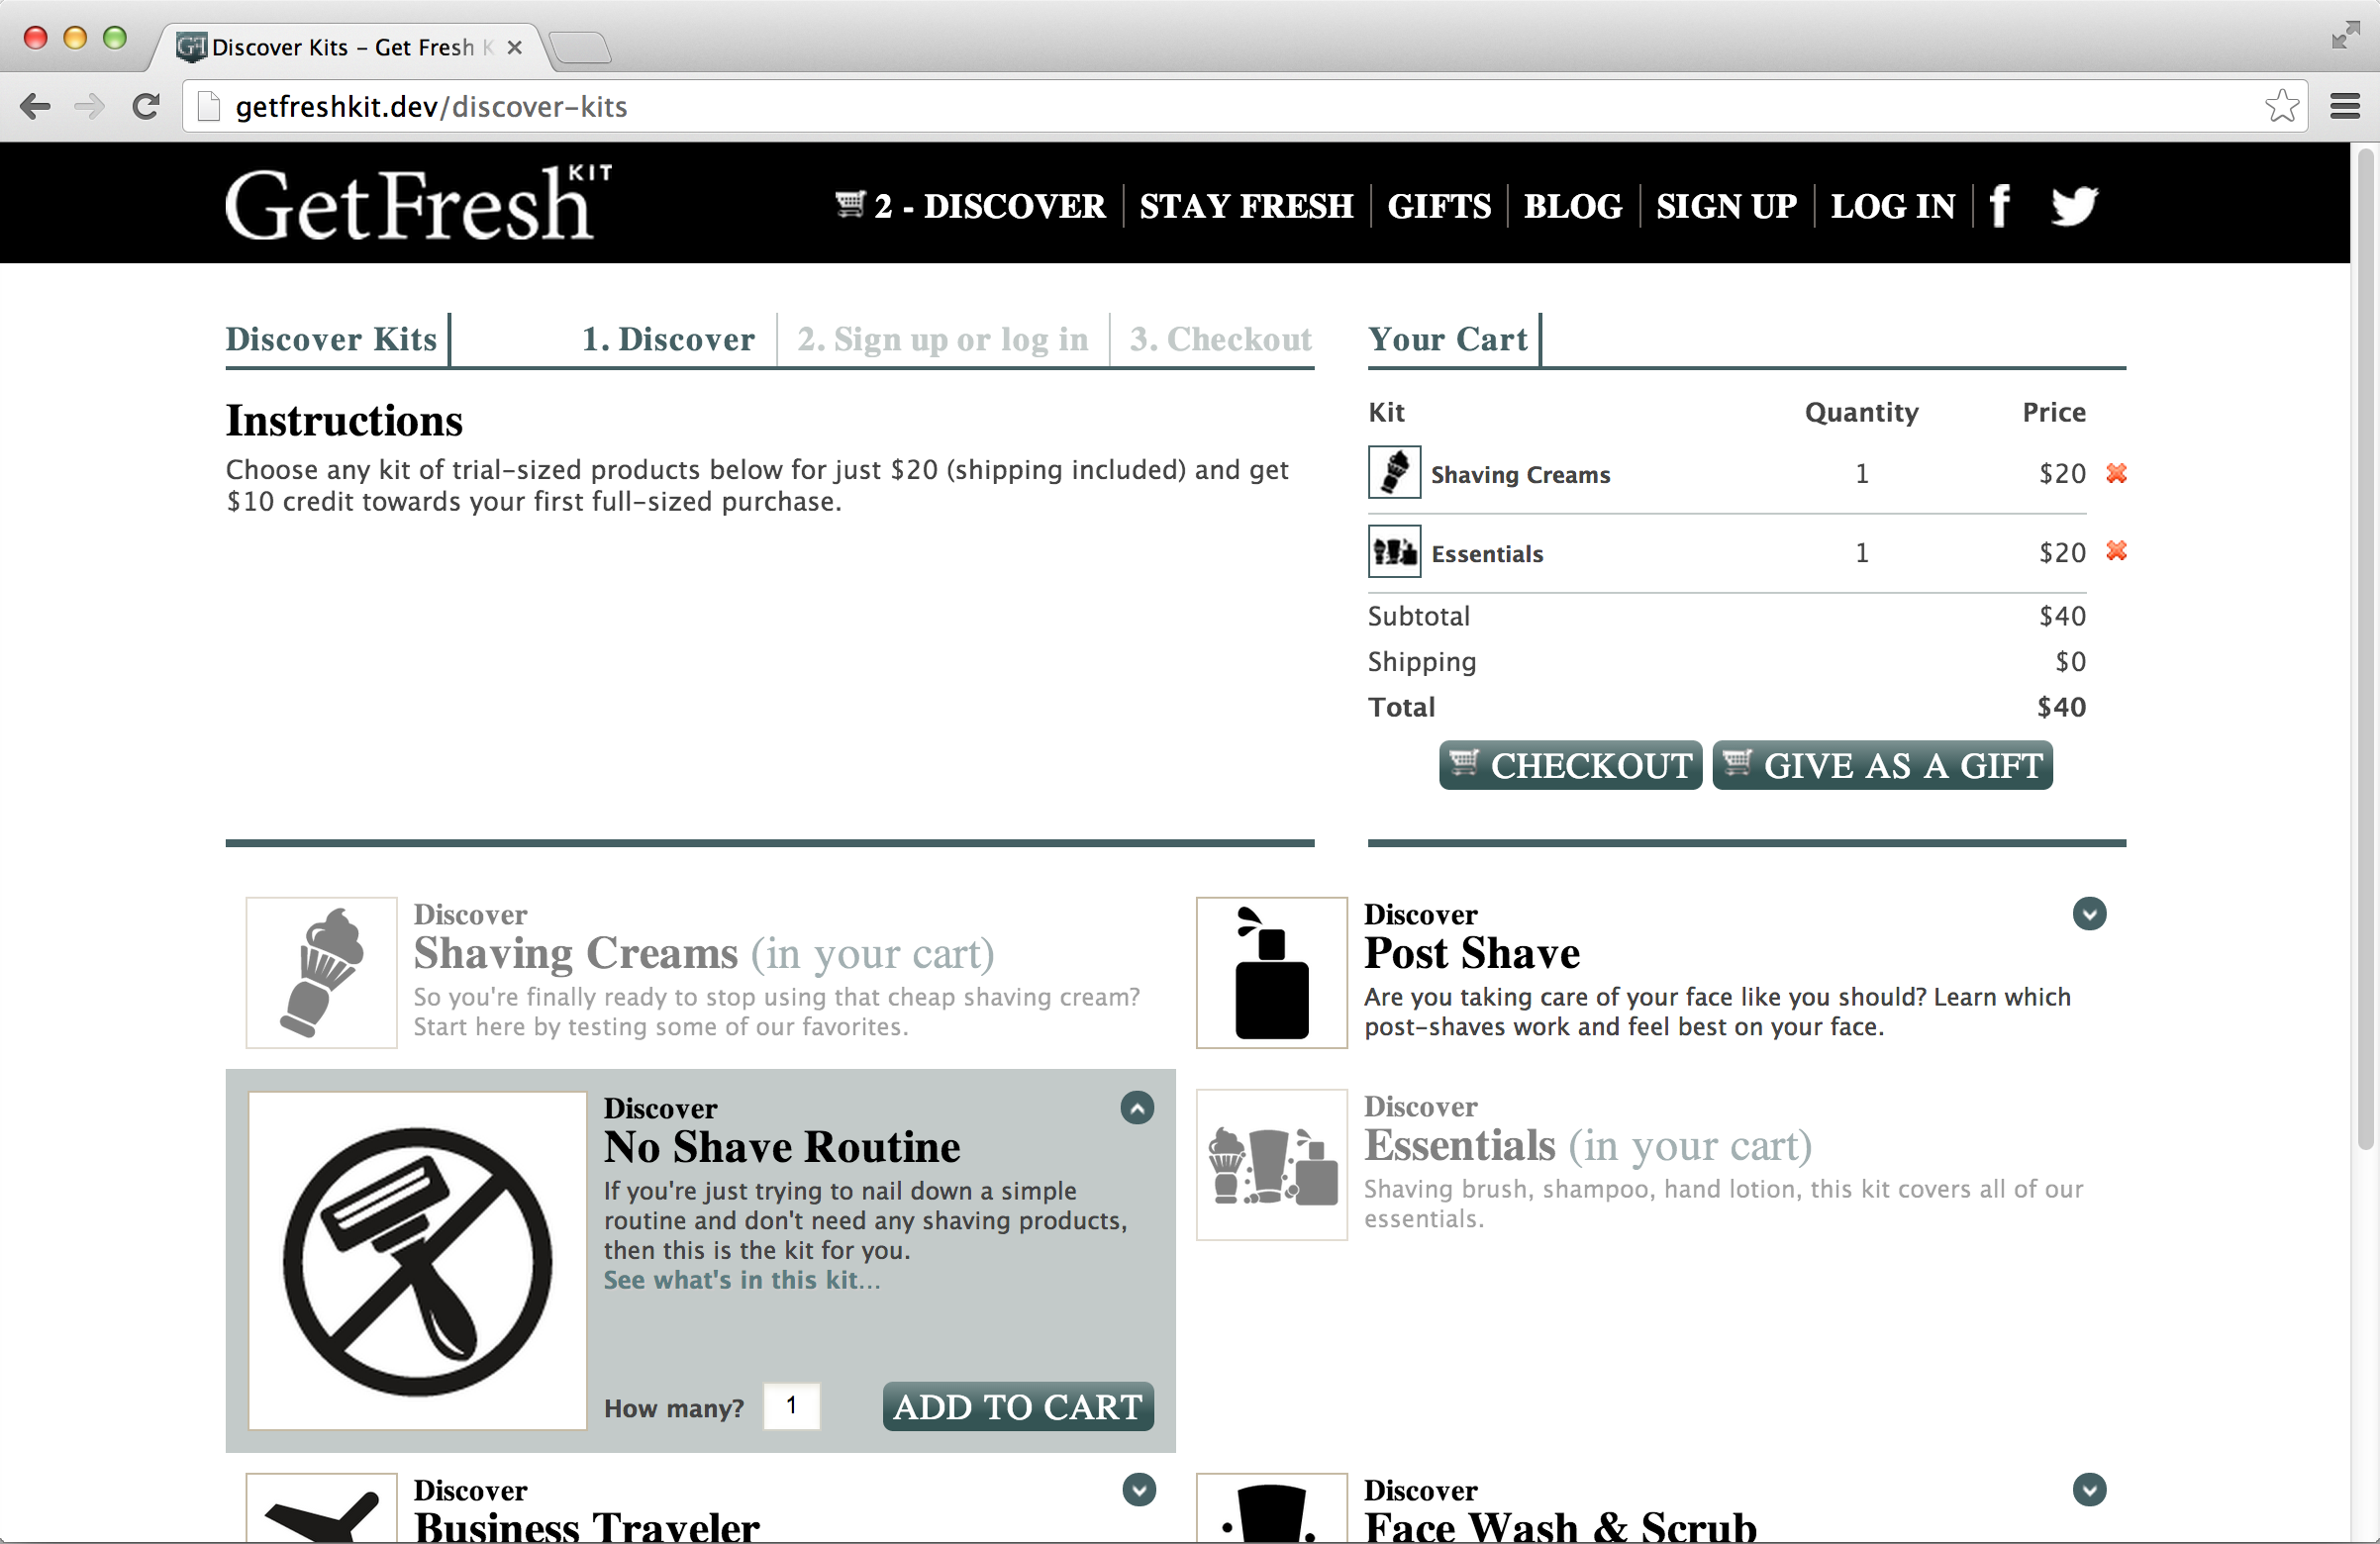 Discover Kits – Get Fresh K
getfreshkit.dev/discover-kits
GetFresh KIT
2 - DISCOVER STAY FRESH GIFTS BLOG SIGN UP LOG IN
Discover Kits 1. Discover 2. Sign up or log in 3. Checkout
Instructions
Choose any kit of trial-sized products below for just $20 (shipping included) and get
$10 credit towards your first full-sized purchase.
Your Cart
Kit Quantity Price
Shaving Creams 1 $20
Essentials 1 $20
Subtotal $40
Shipping $0
Total $40
CHECKOUT GIVE AS A GIFT
Discover
Shaving Creams (in your cart)
So you're finally ready to stop using that cheap shaving cream?
Start here by testing some of our favorites.
Discover
Post Shave
Are you taking care of your face like you should? Learn which
post-shaves work and feel best on your face.
Discover
No Shave Routine
If you're just trying to nail down a simple
routine and don't need any shaving products,
then this is the kit for you.
See what's in this kit...
How many? 1 ADD TO CART
Discover
Essentials (in your cart)
Shaving brush, shampoo, hand lotion, this kit covers all of our
essentials.
Discover
Business Traveler
Discover
Face Wash & Scrub